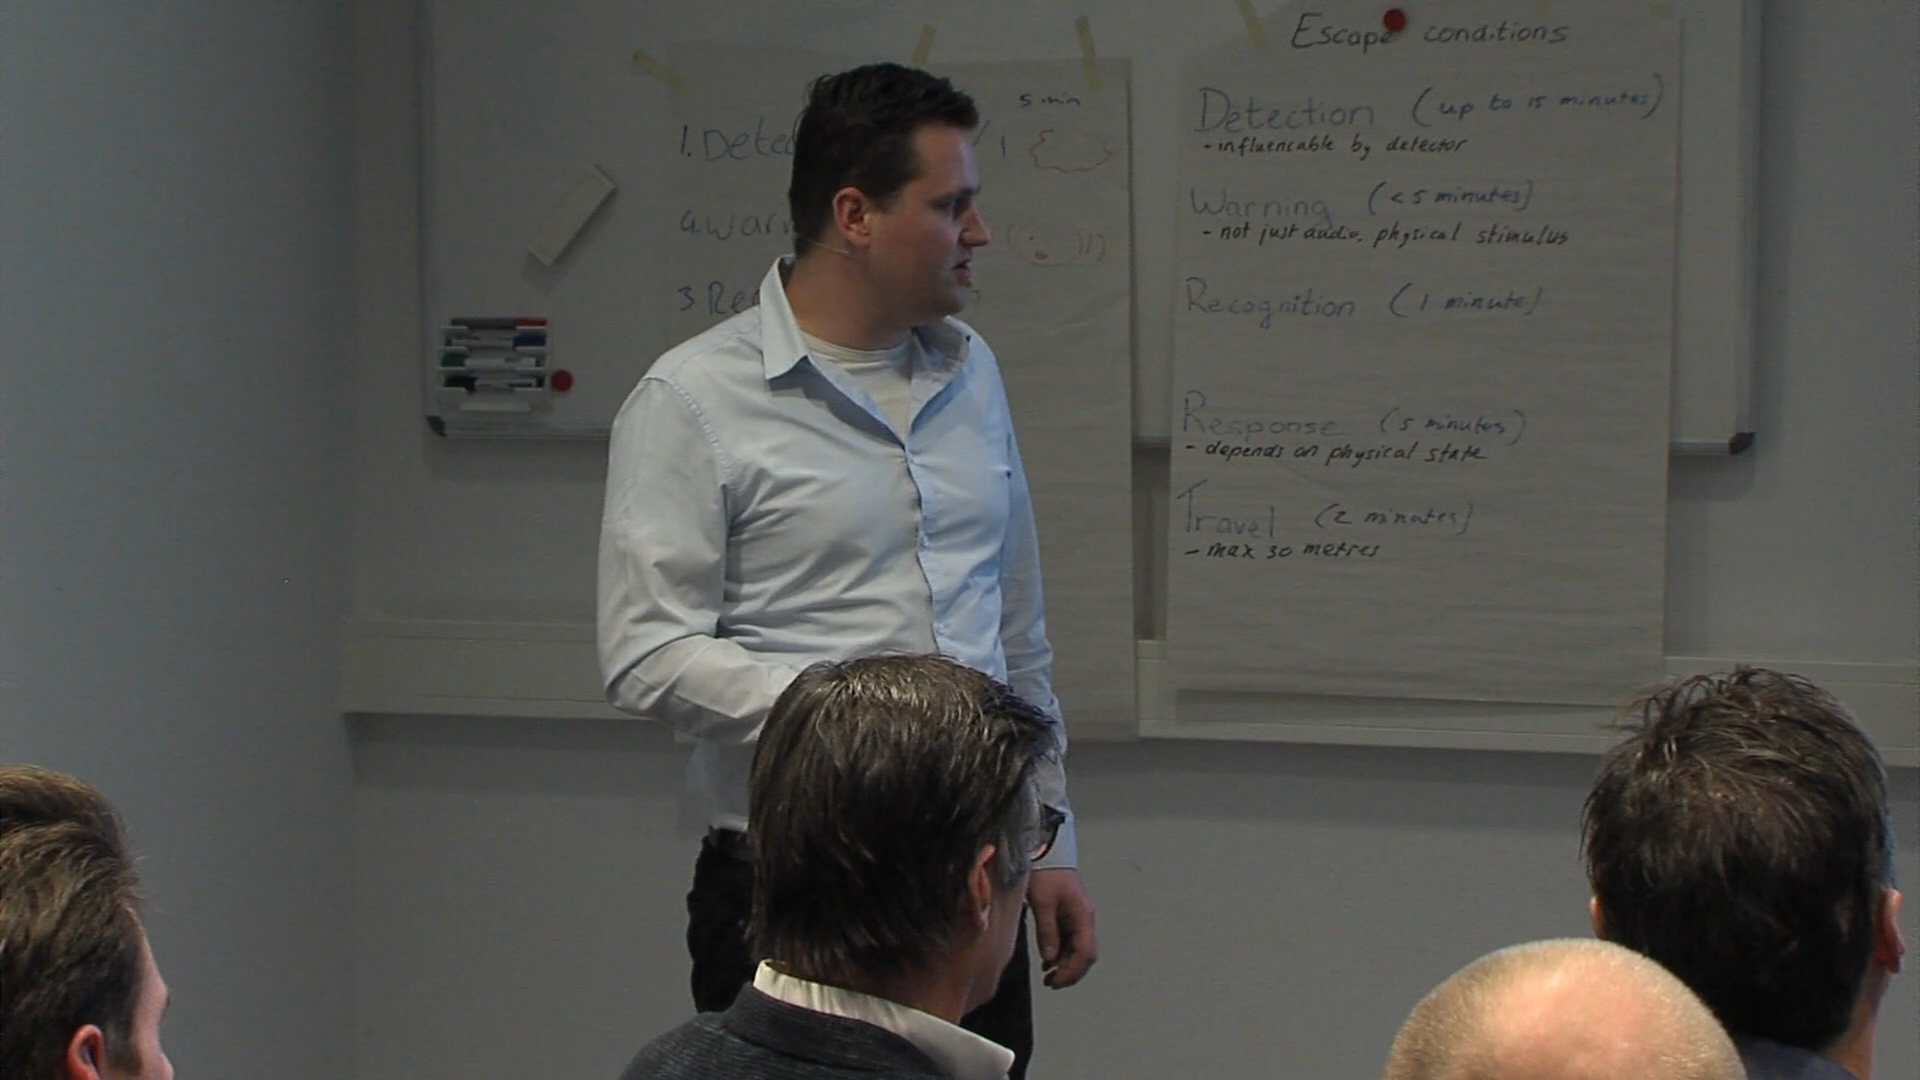 5 min
1. Detec
2. Warn
3 Rec
Escape conditions
Detection (up to 15 minutes)
- influencable by detector
Warning (< 5 minutes)
- not just audio, physical stimulus
Recognition (1 minute)
Response (5 minutes)
- depends on physical state
Travel (2 minutes)
- max 30 metres